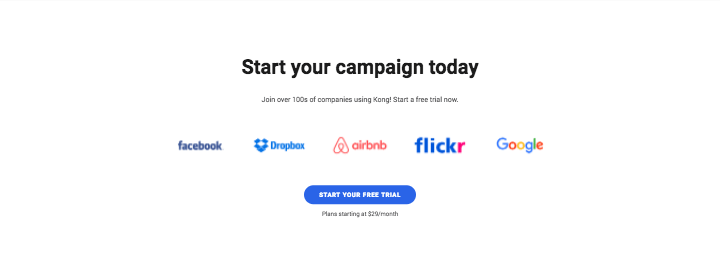 Start your campaign today
Join over 100s of companies using Kong! Start a free trial now.
facebook Dropbox airbnb flickr Google
START YOUR FREE TRIAL
Plans starting at $29/month